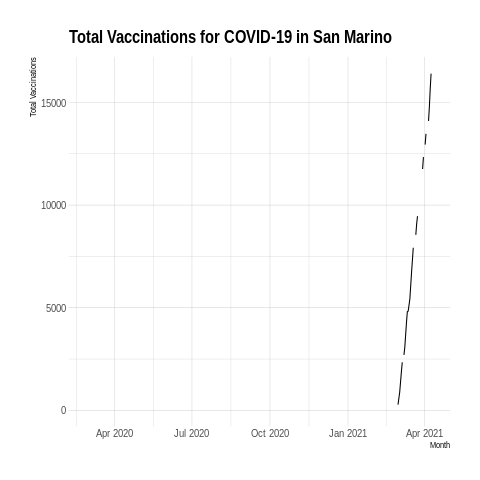 Total Vaccinations for COVID-19 in San Marino
Total Vaccinations
15000
10000
5000
0
Apr 2020 Jul 2020 Oct 2020 Jan 2021 Apr 2021
Month